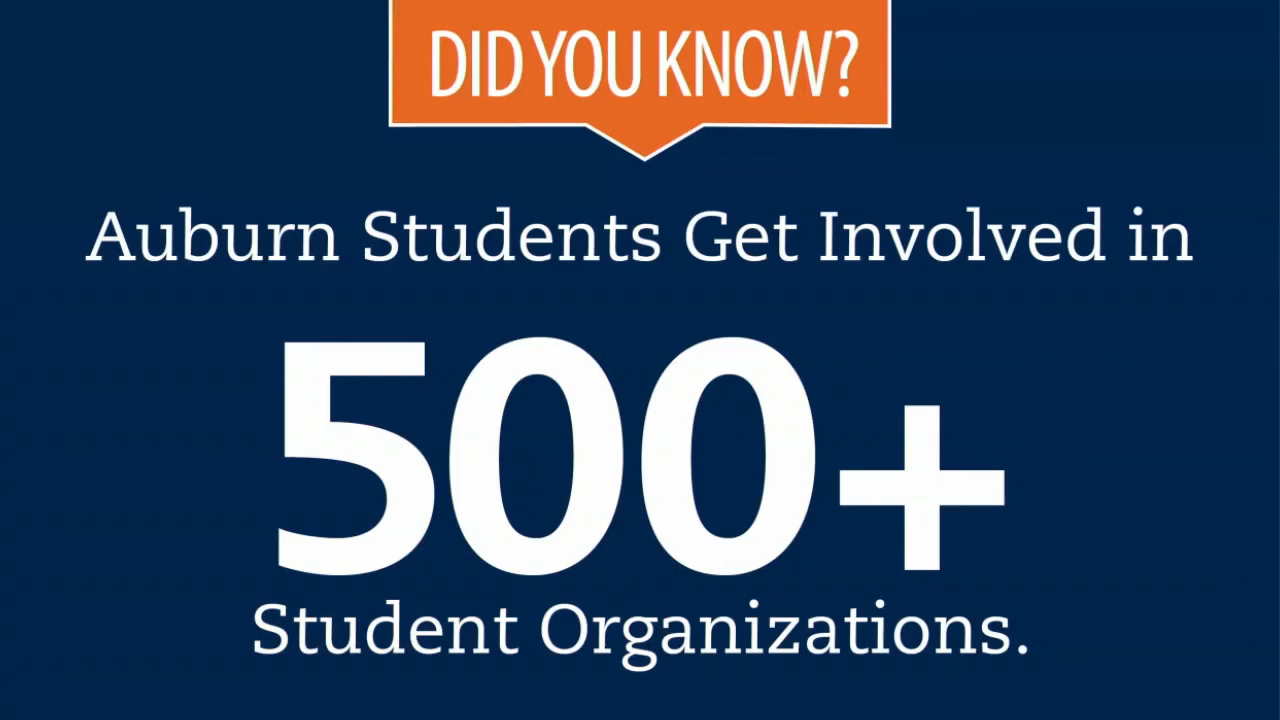 DID YOU KNOW?
Auburn Students Get Involved in
500+
Student Organizations.